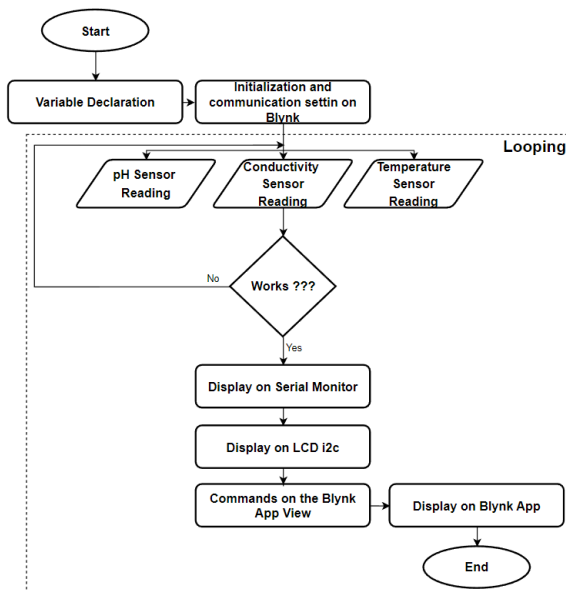 Start
Variable Declaration
Initialization and
communication settin on
Blynk
Looping
pH Sensor
Reading
Conductivity
Sensor
Reading
Temperature
Sensor
Reading
No
Works ???
Yes
Display on Serial Monitor
Display on LCD i2c
Commands on the Blynk
App View
Display on Blynk App
End